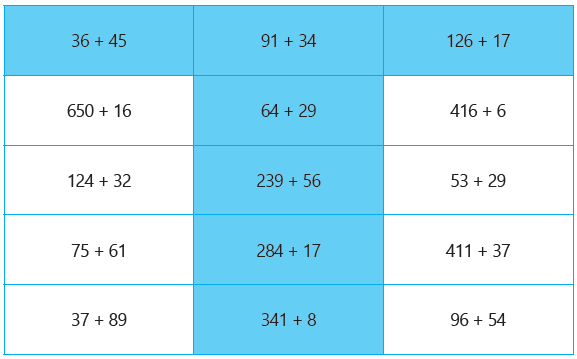 36 + 45 91 + 34 126 + 17
650 + 16 64 + 29 416 + 6
124 + 32 239 + 56 53 + 29
75 + 61 284 + 17 411 + 37
37 + 89 341 + 8 96 + 54